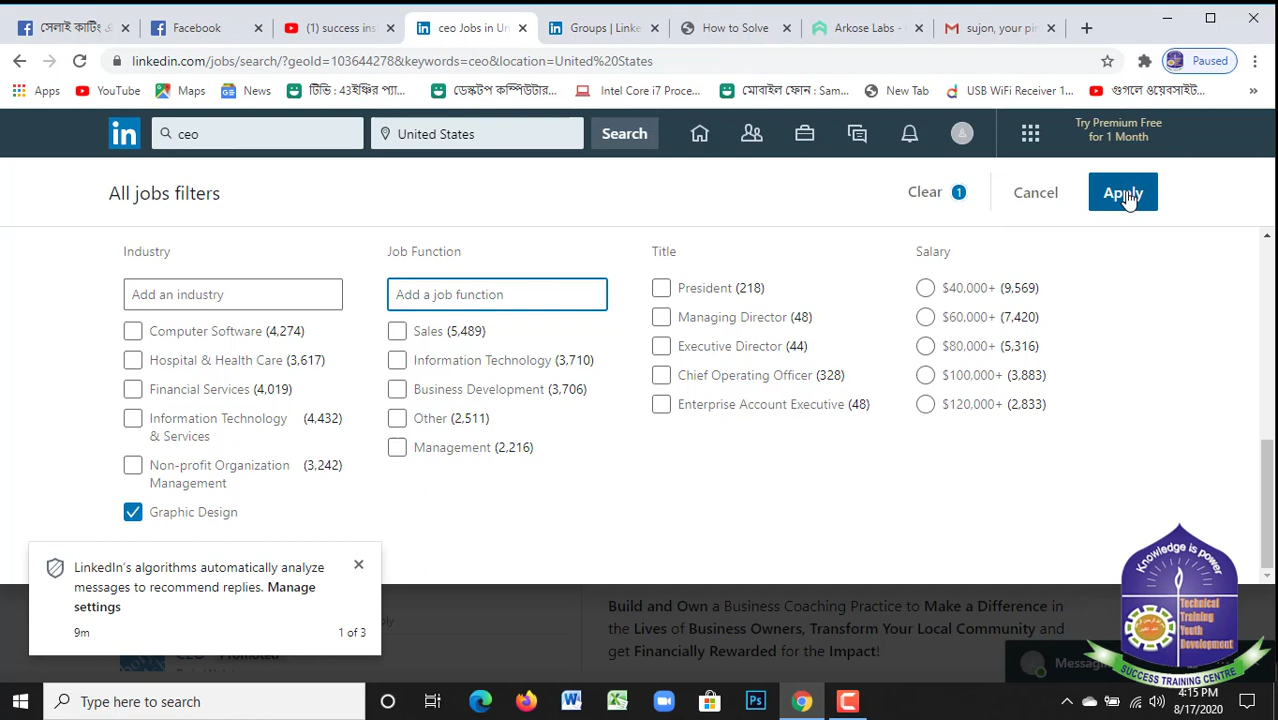 সেলাই কাটিং এ
Facebook
(1) success ins
ceo Jobs in Un
Groups | Linke
How to Solve
Arkose Labs -
sujon, your pin
linkedin.com/jobs/search/?geoId=103644278&keywords=ceo&location=United%20States
Paused
Apps
YouTube
Maps
News
টিভি : 43ইঞ্চির প্যা...
ডেস্কটপ কম্পিউটার...
Intel Core i7 Proce...
মোবাইল ফোন : Sam...
New Tab
USB WiFi Receiver 1...
গুগলে ওয়েবসাইট...
»
in
ceo
United States
Search
Try Premium Free
for 1 Month
All jobs filters
Clear 1
Cancel
Apply
Industry
Job Function
Title
Salary
Add an industry
Add a job function
President (218)
$40,000+ (9,569)
Managing Director (48)
$60,000+ (7,420)
Computer Software (4,274)
Sales (5,489)
Executive Director (44)
$80,000+ (5,316)
Hospital & Health Care (3,617)
Information Technology (3,710)
Chief Operating Officer (328)
$100,000+ (3,883)
Financial Services (4,019)
Business Development (3,706)
Enterprise Account Executive (48)
$120,000+ (2,833)
Information Technology (4,432)
& Services
Other (2,511)
Management (2,216)
Non-profit Organization (3,242)
Management
Graphic Design
LinkedIn's algorithms automatically analyze
messages to recommend replies. Manage
settings
9m
1 of 3
Build and Own a Business Coaching Practice to Make a Difference in
the Lives of Business Owners, Transform Your Local Community and
get Financially Rewarded for the Impact!
CEO - Promoted
Messaging
Knowledge is power
Technical
Training
Youth
Development
SUCCESS TRAINING CENTRE
Type here to search
4:15 PM
8/17/2020